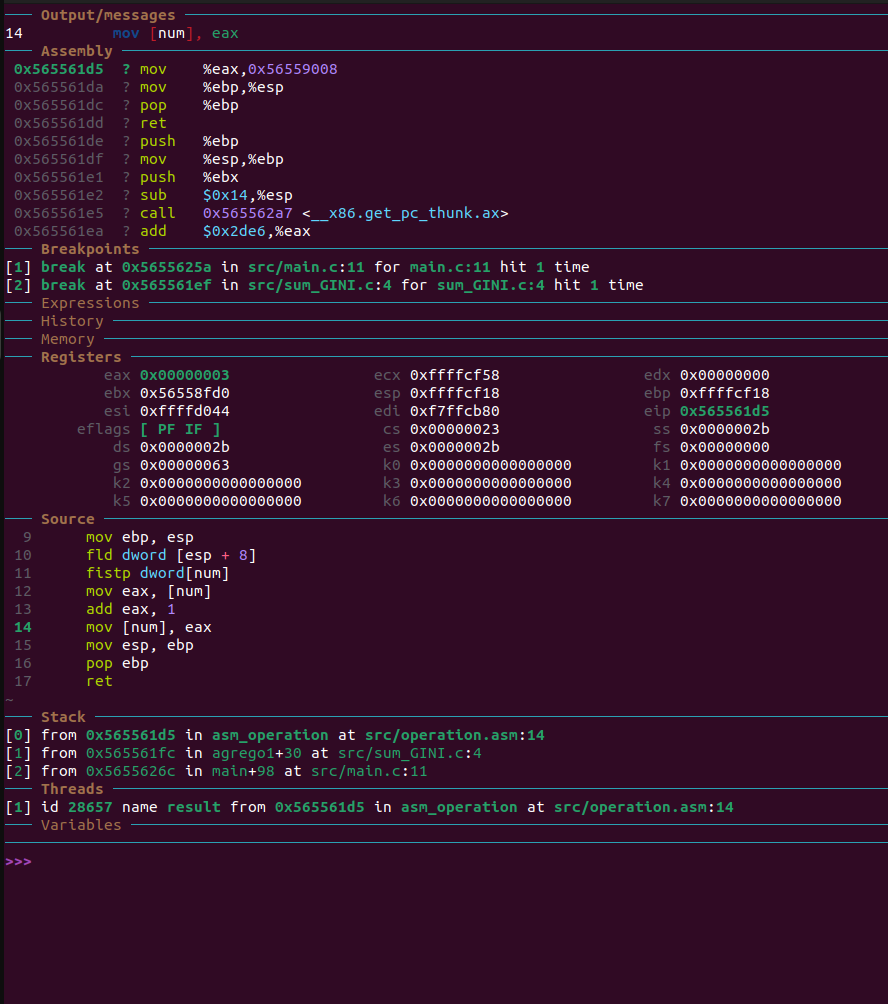 Output/messages
14 mov [num], eax
Assembly
0x565561d5 ? mov %eax,0x56559008
0x565561da ? mov %ebp,%esp
0x565561dc ? pop %ebp
0x565561dd ? ret
0x565561de ? push %ebp
0x565561df ? mov %esp,%ebp
0x565561e1 ? push %ebx
0x565561e2 ? sub $0x14,%esp
0x565561e5 ? call 0x565562a7 <__x86.get_pc_thunk.ax>
0x565561ea ? add $0x2de6,%eax
Breakpoints
[1] break at 0x5655625a in src/main.c:11 for main.c:11 hit 1 time
[2] break at 0x565561ef in src/sum_GINI.c:4 for sum_GINI.c:4 hit 1 time
Expressions
History
Memory
Registers
eax 0x00000003 ecx 0xffffcf58 edx 0x00000000
ebx 0x56558fd0 esp 0xffffcf18 ebp 0xffffcf18
esi 0xffffd044 edi 0xf7ffcb80 eip 0x565561d5
eflags [ PF IF ] cs 0x00000023 ss 0x0000002b
ds 0x0000002b es 0x0000002b fs 0x00000000
gs 0x00000063 k0 0x0000000000000000 k1 0x0000000000000000
k2 0x0000000000000000 k3 0x0000000000000000 k4 0x0000000000000000
k5 0x0000000000000000 k6 0x0000000000000000 k7 0x0000000000000000
Source
9 mov ebp, esp
10 fld dword [esp + 8]
11 fistp dword[num]
12 mov eax, [num]
13 add eax, 1
14 mov [num], eax
15 mov esp, ebp
16 pop ebp
17 ret
~
Stack
[0] from 0x565561d5 in asm_operation at src/operation.asm:14
[1] from 0x565561fc in agrego1+30 at src/sum_GINI.c:4
[2] from 0x5655626c in main+98 at src/main.c:11
Threads
[1] id 28657 name result from 0x565561d5 in asm_operation at src/operation.asm:14
Variables
>>>